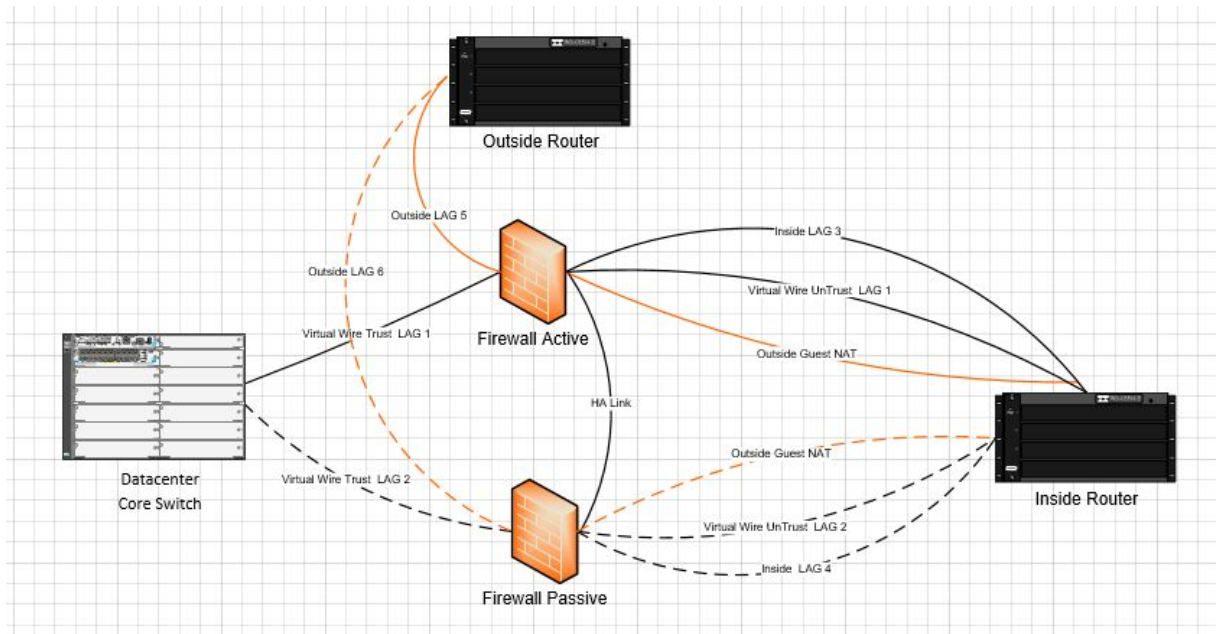 Outside Router
Outside LAG 5
Inside LAG 3
Outside LAG 6
Virtual Wire UnTrust LAG 1
Virtual Wire Trust LAG 1
Firewall Active
Outside Guest NAT
HA Link
Datacenter
Core Switch
Outside Guest NAT
Virtual Wire Trust LAG 2
Inside Router
Virtual Wire UnTrust LAG 2
Inside LAG 4
Firewall Passive